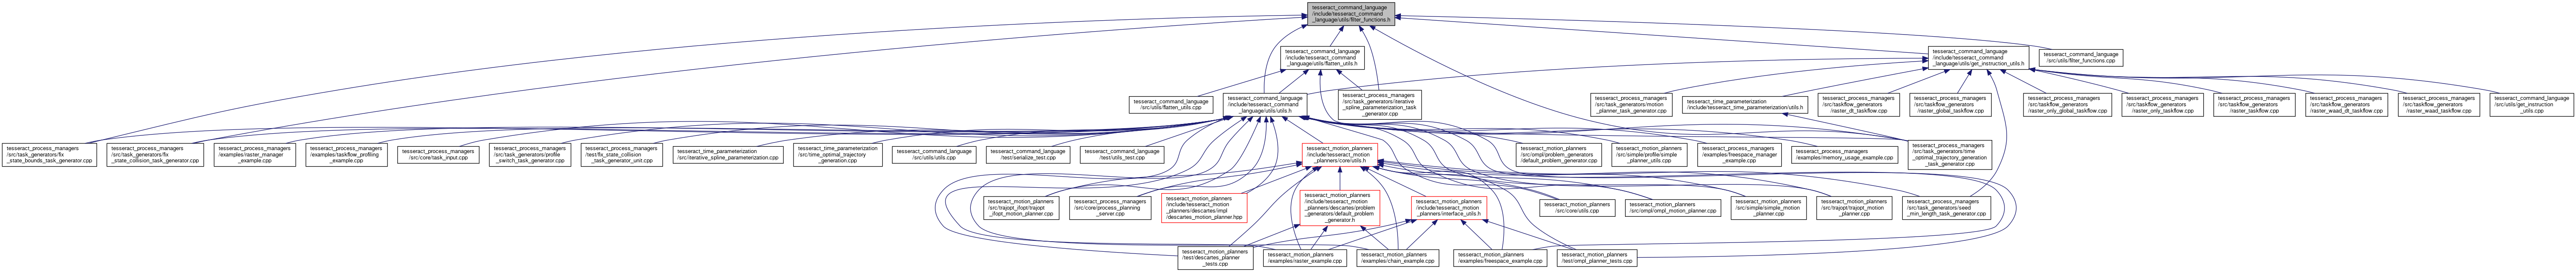 tesseract_command_language
/include/tesseract_command
_language/utils/filter_functions.h
tesseract_command_language
/include/tesseract_command
_language/utils/flatten_utils.h
tesseract_command_language
/include/tesseract_command
_language/utils/get_instruction_utils.h
tesseract_command_language
/src/utils/filter_functions.cpp
tesseract_command_language
/src/utils/flatten_utils.cpp
tesseract_command_language
/include/tesseract_command
_language/utils/utils.h
tesseract_process_managers
/src/task_generators/iterative
_spline_parameterization_task
_generator.cpp
tesseract_process_managers
/src/task_generators/motion
_planner_task_generator.cpp
tesseract_time_parameterization
/include/tesseract_time_parameterization/utils.h
tesseract_process_managers
/src/taskflow_generators
/raster_dt_taskflow.cpp
tesseract_process_managers
/src/taskflow_generators
/raster_global_taskflow.cpp
tesseract_process_managers
/src/taskflow_generators
/raster_only_global_taskflow.cpp
tesseract_process_managers
/src/taskflow_generators
/raster_only_taskflow.cpp
tesseract_process_managers
/src/taskflow_generators
/raster_taskflow.cpp
tesseract_process_managers
/src/taskflow_generators
/raster_waad_dt_taskflow.cpp
tesseract_process_managers
/src/taskflow_generators
/raster_waad_taskflow.cpp
tesseract_command_language
/src/utils/get_instruction
_utils.cpp
tesseract_process_managers
/src/task_generators/fix
_state_bounds_task_generator.cpp
tesseract_process_managers
/src/task_generators/fix
_state_collision_task_generator.cpp
tesseract_process_managers
/examples/raster_manager
_example.cpp
tesseract_process_managers
/examples/taskflow_profiling
_example.cpp
tesseract_process_managers
/src/core/task_input.cpp
tesseract_process_managers
/src/task_generators/profile
_switch_task_generator.cpp
tesseract_process_managers
/test/fix_state_collision
_task_generator_unit.cpp
tesseract_time_parameterization
/src/iterative_spline_parameterization.cpp
tesseract_time_parameterization
/src/time_optimal_trajectory
_generation.cpp
tesseract_command_language
/src/utils/utils.cpp
tesseract_command_language
/test/serialize_test.cpp
tesseract_command_language
/test/utils_test.cpp
tesseract_motion_planners
/include/tesseract_motion
_planners/core/utils.h
tesseract_motion_planners
/src/ompl/problem_generators
/default_problem_generator.cpp
tesseract_motion_planners
/src/simple/profile/simple
_planner_utils.cpp
tesseract_process_managers
/examples/freespace_manager
_example.cpp
tesseract_process_managers
/examples/memory_usage_example.cpp
tesseract_process_managers
/src/task_generators/time
_optimal_trajectory_generation
_task_generator.cpp
tesseract_motion_planners
/src/trajopt_ifopt/trajopt
_ifopt_motion_planner.cpp
tesseract_process_managers
/src/core/process_planning
_server.cpp
tesseract_motion_planners
/include/tesseract_motion
_planners/descartes/impl
/descartes_motion_planner.hpp
tesseract_motion_planners
/include/tesseract_motion
_planners/descartes/problem
_generators/default_problem
_generator.h
tesseract_motion_planners
/include/tesseract_motion
_planners/interface_utils.h
tesseract_motion_planners
/src/core/utils.cpp
tesseract_motion_planners
/src/ompl/ompl_motion_planner.cpp
tesseract_motion_planners
/src/simple/simple_motion
_planner.cpp
tesseract_motion_planners
/src/trajopt/trajopt_motion
_planner.cpp
tesseract_process_managers
/src/task_generators/seed
_min_length_task_generator.cpp
tesseract_motion_planners
/test/descartes_planner
_tests.cpp
tesseract_motion_planners
/examples/raster_example.cpp
tesseract_motion_planners
/examples/chain_example.cpp
tesseract_motion_planners
/examples/freespace_example.cpp
tesseract_motion_planners
/test/ompl_planner_tests.cpp